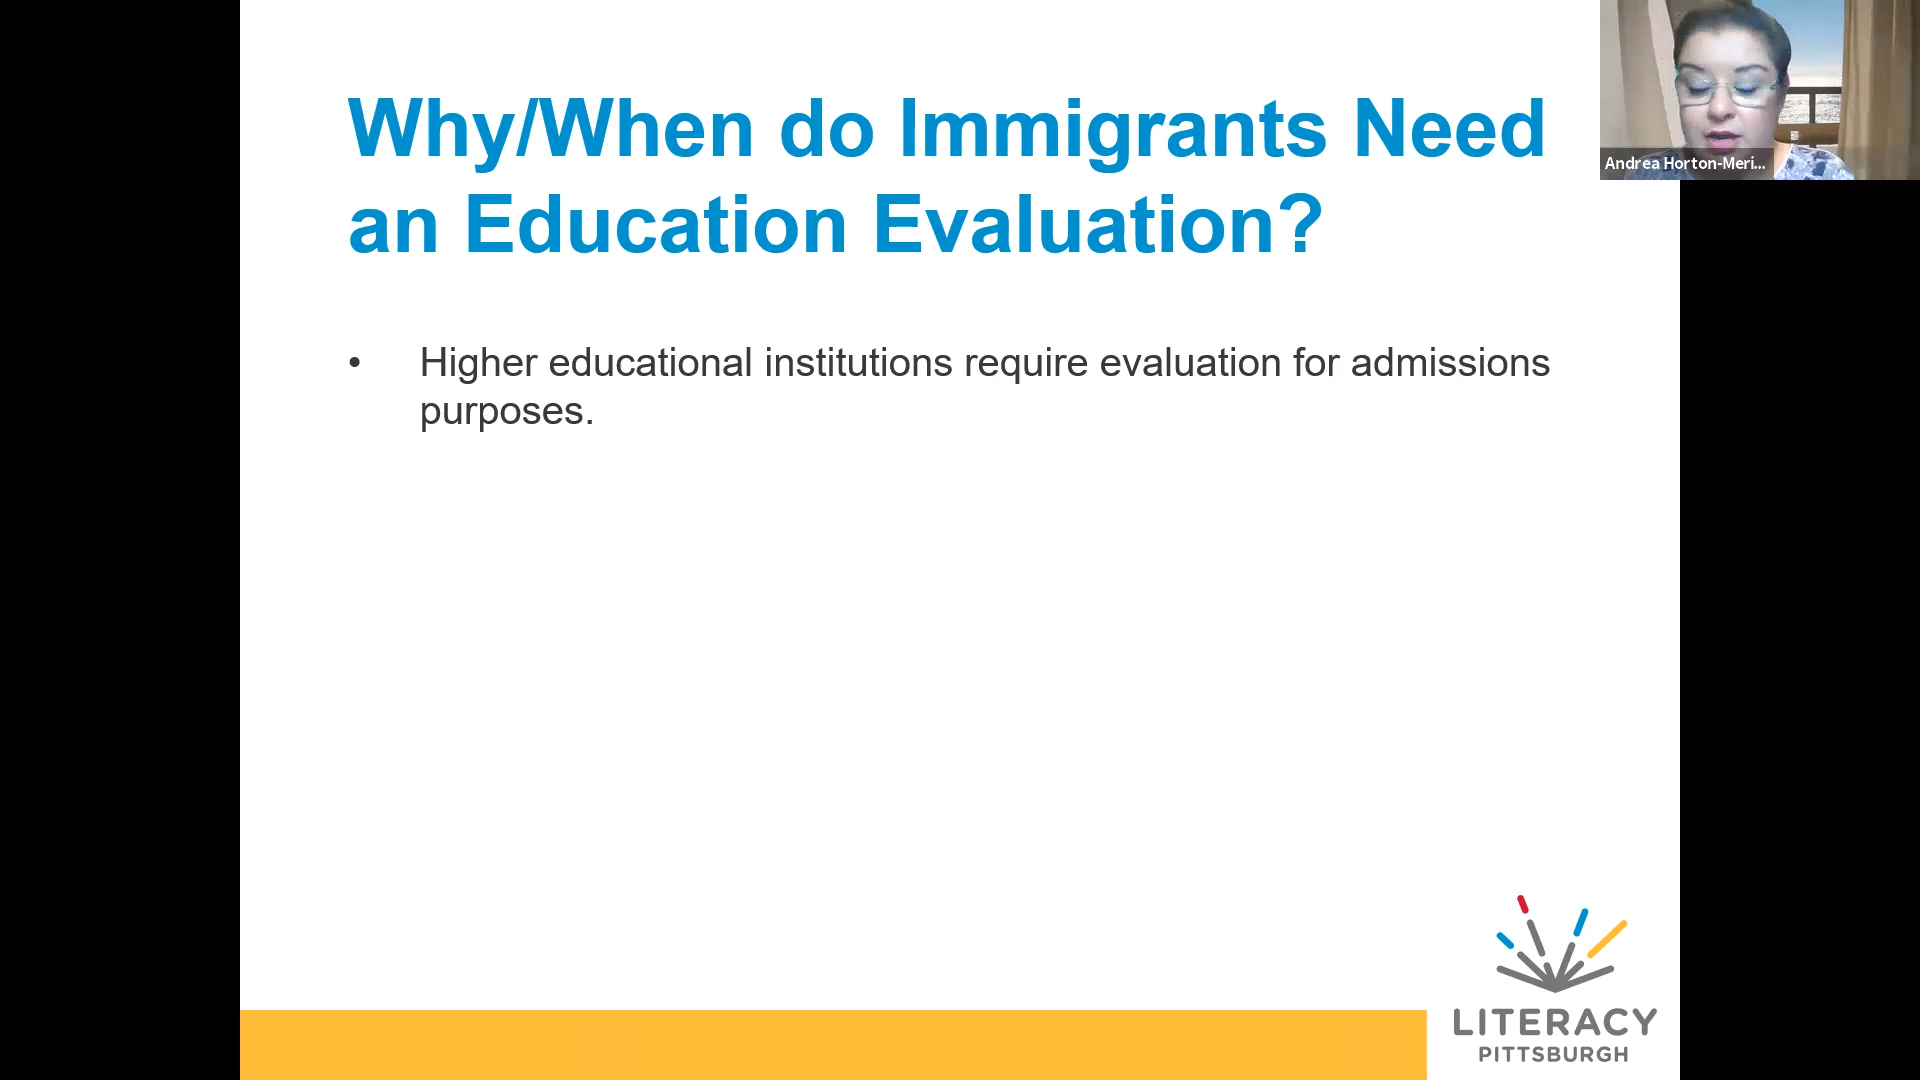 Why/When do Immigrants Need
an Education Evaluation?
Andrea Horton-Meri...
• Higher educational institutions require evaluation for admissions
purposes.
LITERACY
PITTSBURGH